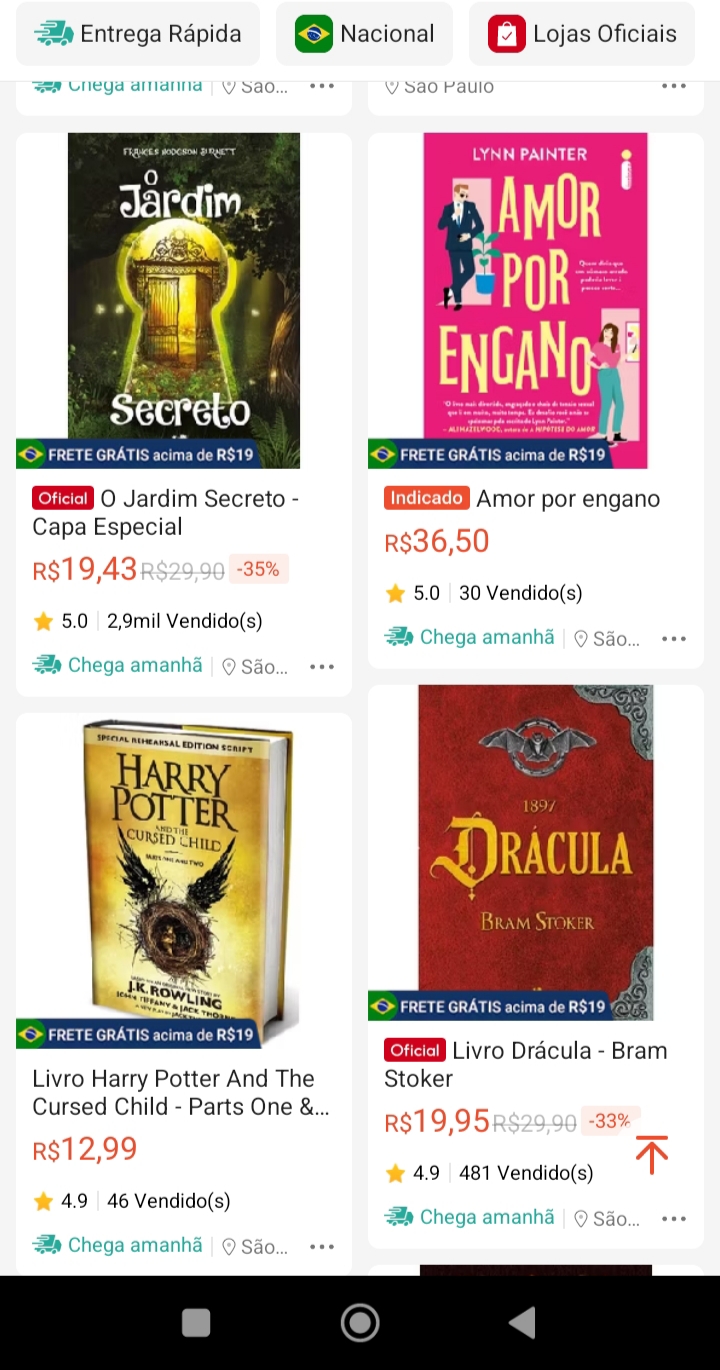 Entrega Rápida
Nacional
Lojas Oficiais
Chega amanhã
São...
São Paulo
FRANCES HODGSON BURNETT
O
Jardim
Secreto
FRETE GRÁTIS acima de R$19
Oficial O Jardim Secreto -
Capa Especial
R$19,43 R$29,90 -35%
5.0 2,9mil Vendido(s)
Chega amanhã São...
LYNN PAINTER
AMOR
POR
ENGANO
FRETE GRÁTIS acima de R$19
Indicado Amor por engano
R$36,50
5.0 30 Vendido(s)
Chega amanhã São...
SPECIAL REHEARSAL EDITION SCRIPT
HARRY
POTTER
AND THE
CURSED CHILD
PARTS ONE AND TWO
J.K. ROWLING
JOHN TIFFANY & JACK THORNE
FRETE GRÁTIS acima de R$19
Livro Harry Potter And The
Cursed Child - Parts One &...
R$12,99
4.9 46 Vendido(s)
Chega amanhã São...
1897
DRÁCULA
BRAM STOKER
FRETE GRÁTIS acima de R$19
Oficial Livro Drácula - Bram
Stoker
R$19,95 R$29,90 -33%
4.9 481 Vendido(s)
Chega amanhã São...